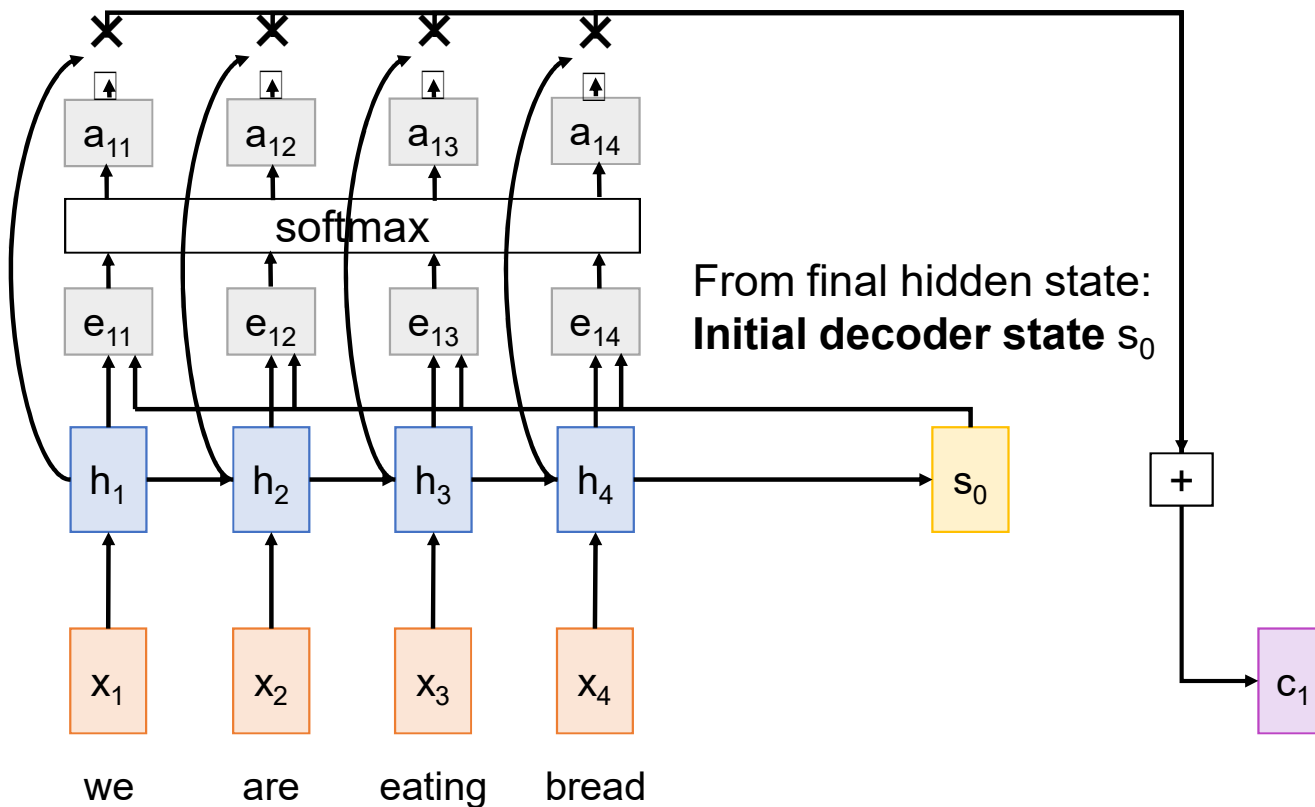 a₁₁ a₁₂ a₁₃ a₁₄
softmax
e₁₁ e₁₂ e₁₃ e₁₄
From final hidden state:
Initial decoder state s₀
h₁ h₂ h₃ h₄ s₀
+
x₁ x₂ x₃ x₄ c₁
we are eating bread